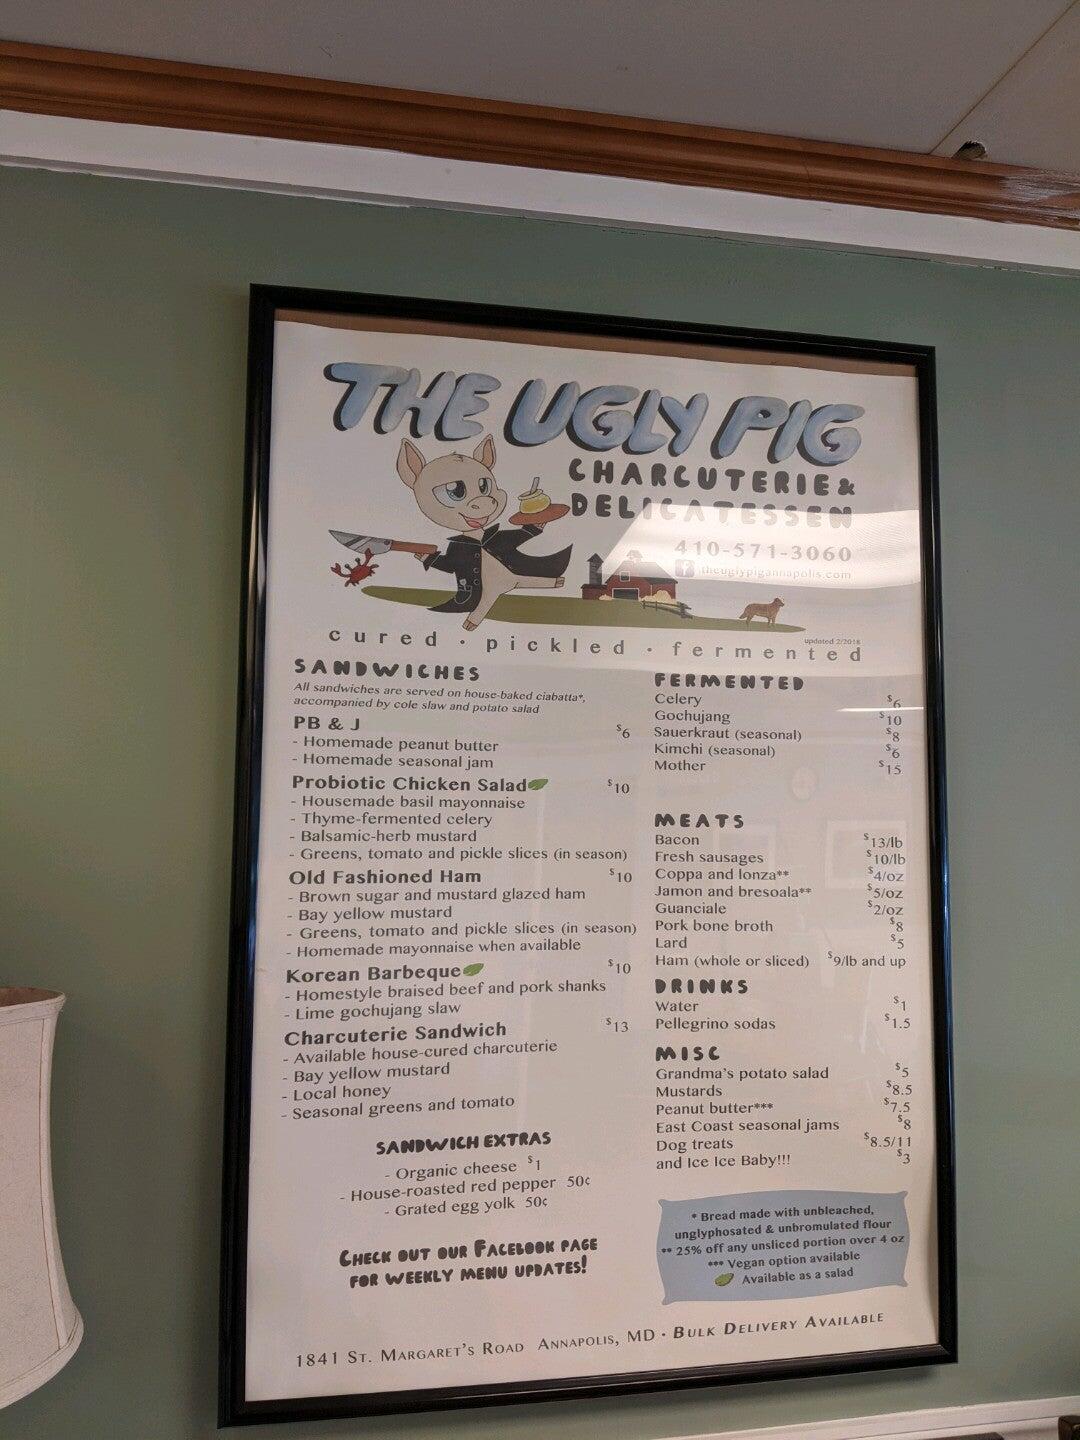 THE UGLY PIG
CHARCUTERIE &
DELICATESSEN
410-571-3060
f theuglypigannapolis.com
updated 2/2018
cured · pickled · fermented
SANDWICHES
All sandwiches are served on house-baked ciabatta*,
accompanied by cole slaw and potato salad
PB & J $6
- Homemade peanut butter
- Homemade seasonal jam
Probiotic Chicken Salad $10
- Housemade basil mayonnaise
- Thyme-fermented celery
- Balsamic-herb mustard
- Greens, tomato and pickle slices (in season)
Old Fashioned Ham $10
- Brown sugar and mustard glazed ham
- Bay yellow mustard
- Greens, tomato and pickle slices (in season)
- Homemade mayonnaise when available
Korean Barbeque $10
- Homestyle braised beef and pork shanks
- Lime gochujang slaw
Charcuterie Sandwich $13
- Available house-cured charcuterie
- Bay yellow mustard
- Local honey
- Seasonal greens and tomato
SANDWICH EXTRAS
- Organic cheese $1
- House-roasted red pepper 50¢
- Grated egg yolk 50¢
CHECK OUT OUR FACEBOOK PAGE
FOR WEEKLY MENU UPDATES!
FERMENTED
Celery $6
Gochujang $10
Sauerkraut (seasonal) $8
Kimchi (seasonal) $6
Mother $15
MEATS
Bacon $13/lb
Fresh sausages $10/lb
Coppa and lonza** $4/oz
Jamon and bresoala** $5/oz
Guanciale $2/oz
Pork bone broth $8
Lard $5
Ham (whole or sliced) $9/lb and up
DRINKS
Water $1
Pellegrino sodas $1.5
MISC
Grandma's potato salad $5
Mustards $8.5
Peanut butter*** $7.5
East Coast seasonal jams $8
Dog treats $8.5/11
and Ice Ice Baby!!! $3
* Bread made with unbleached,
unglyphosated & unbromulated flour
** 25% off any unsliced portion over 4 oz
*** Vegan option available
Available as a salad
1841 ST. MARGARET'S ROAD ANNAPOLIS, MD · BULK DELIVERY AVAILABLE